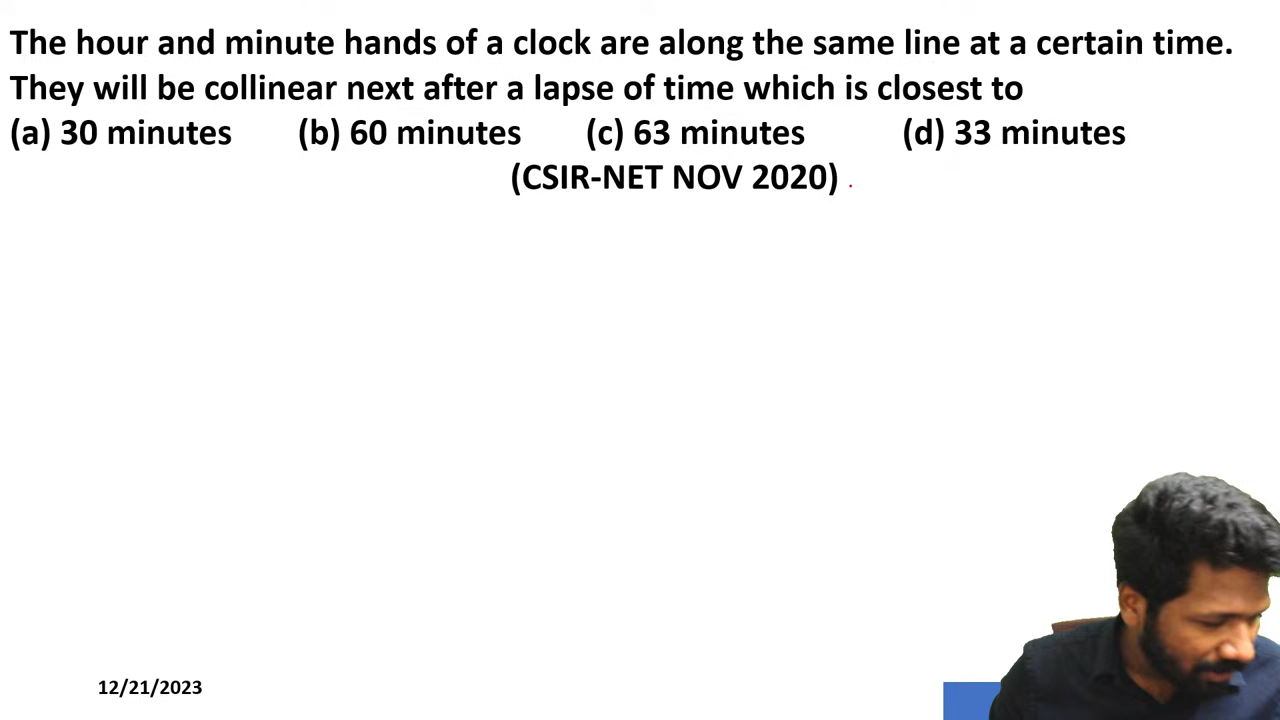 The hour and minute hands of a clock are along the same line at a certain time.
They will be collinear next after a lapse of time which is closest to
(a) 30 minutes (b) 60 minutes (c) 63 minutes (d) 33 minutes
(CSIR-NET NOV 2020)
12/21/2023